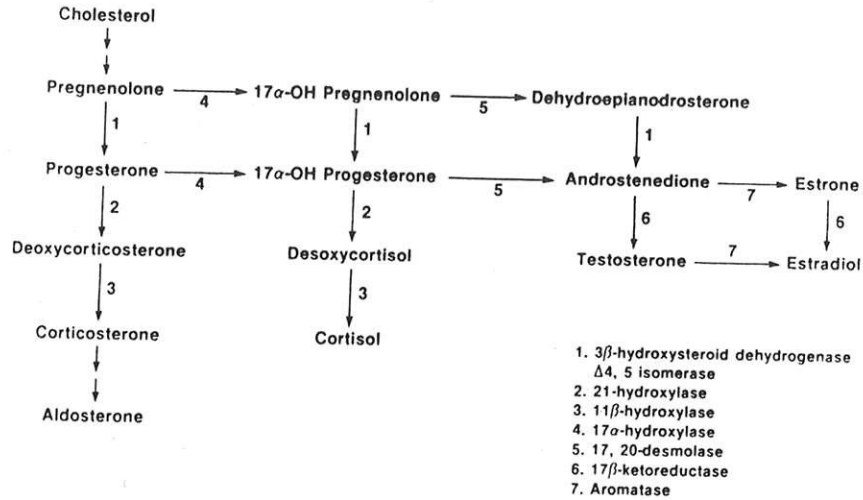 Cholesterol
Pregnenolone 4 17α-OH Pregnenolone 5 Dehydroepianodrosterone
1 1 1
Progesterone 4 17α-OH Progesterone 5 Androstenedione 7 Estrone
2 2 6 6
Deoxycorticosterone Desoxycortisol Testosterone 7 Estradiol
3 3
Corticosterone Cortisol
Aldosterone
1. 3β-hydroxysteroid dehydrogenase
Δ4, 5 isomerase
2. 21-hydroxylase
3. 11β-hydroxylase
4. 17α-hydroxylase
5. 17, 20-desmolase
6. 17β-ketoreductase
7. Aromatase